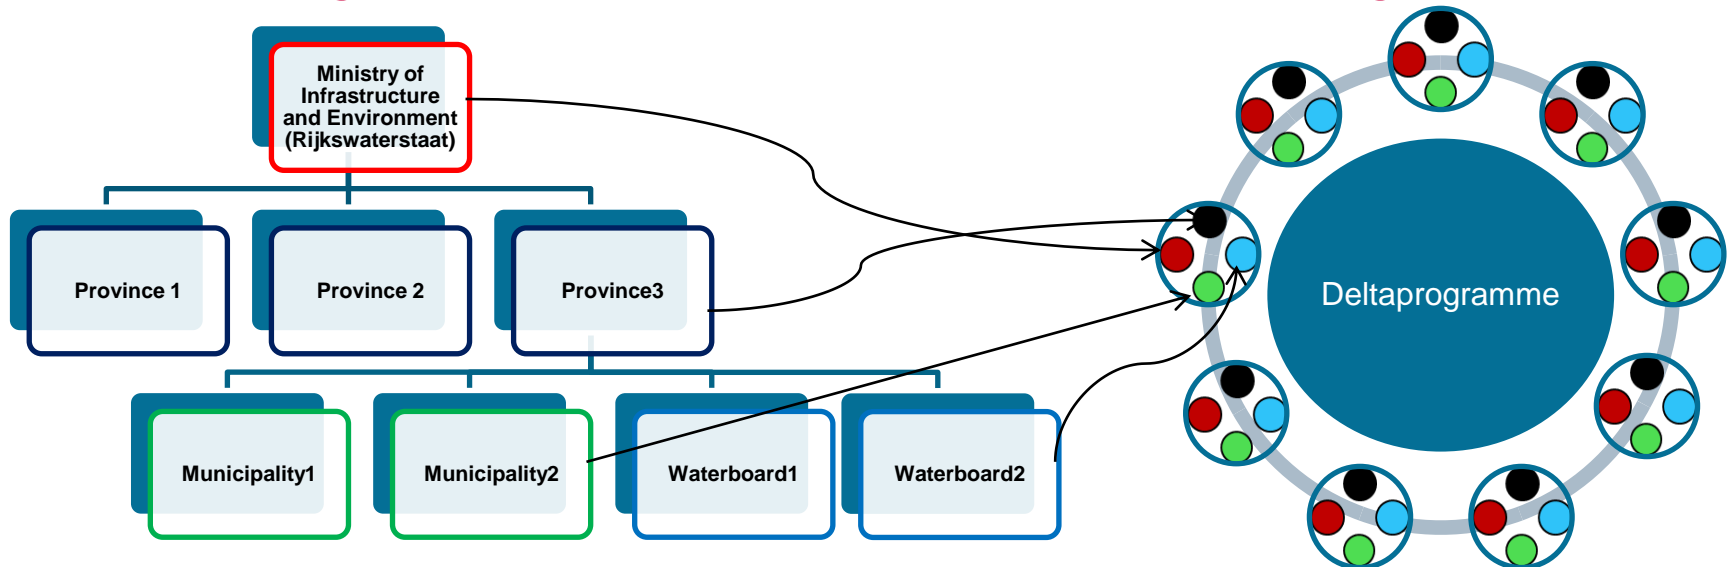 Ministry of
Infrastructure
and Environment
(Rijkswaterstaat)
Province 1
Province 2
Province3
Deltaprogramme
Municipality1
Municipality2
Waterboard1
Waterboard2